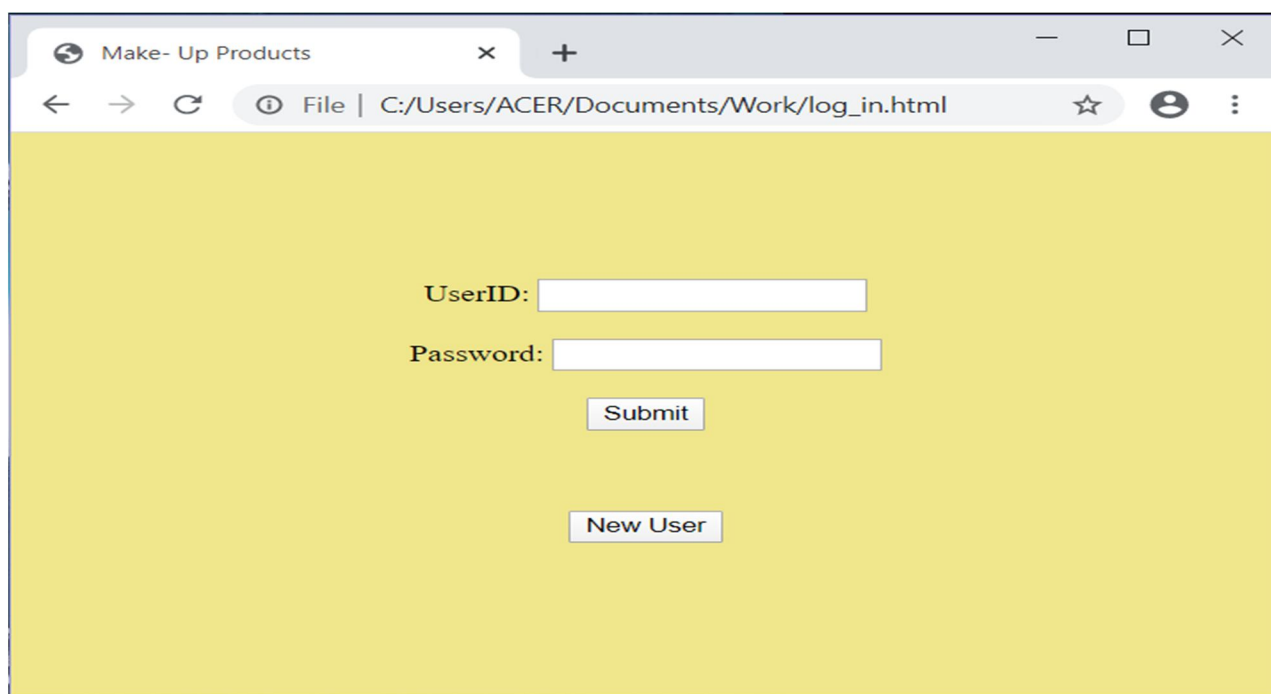 Make- Up Products
File | C:/Users/ACER/Documents/Work/log_in.html
UserID:
Password:
Submit
New User